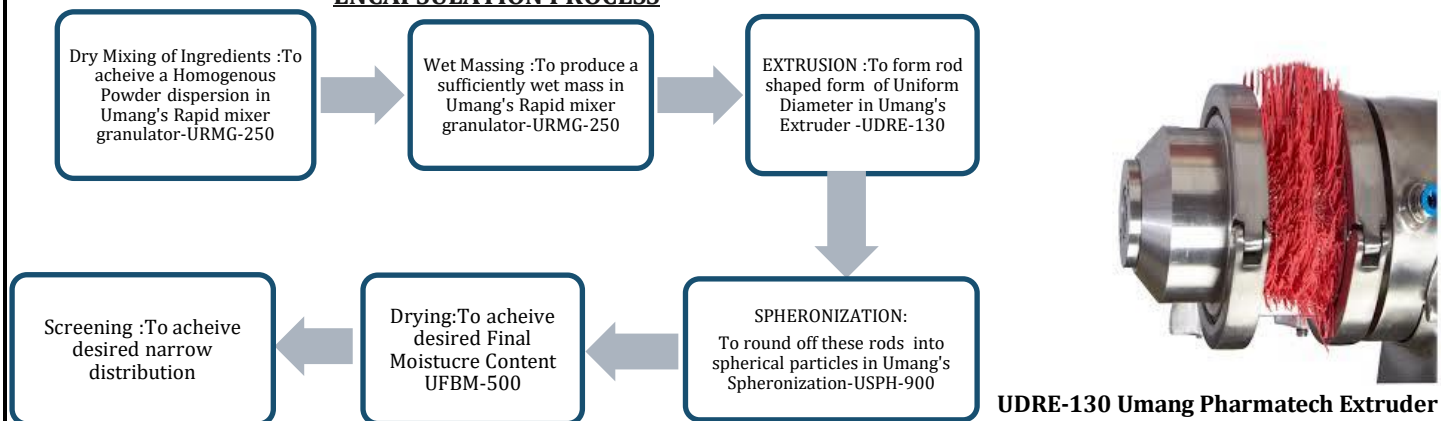 ENCAPSULATION PROCESS
Dry Mixing of Ingredients :To
acheive a Homogenous
Powder dispersion in
Umang's Rapid mixer
granulator-URMG-250
Wet Massing :To produce a
sufficiently wet mass in
Umang's Rapid mixer
granulator-URMG-250
EXTRUSION :To form rod
shaped form of Uniform
Diameter in Umang's
Extruder -UDRE-130
SPHERONIZATION:
To round off these rods into
spherical particles in Umang's
Spheronization-USPH-900
Drying:To acheive
desired Final
Moistucre Content
UFBM-500
Screening :To acheive
desired narrow
distribution
UDRE-130 Umang Pharmatech Extruder